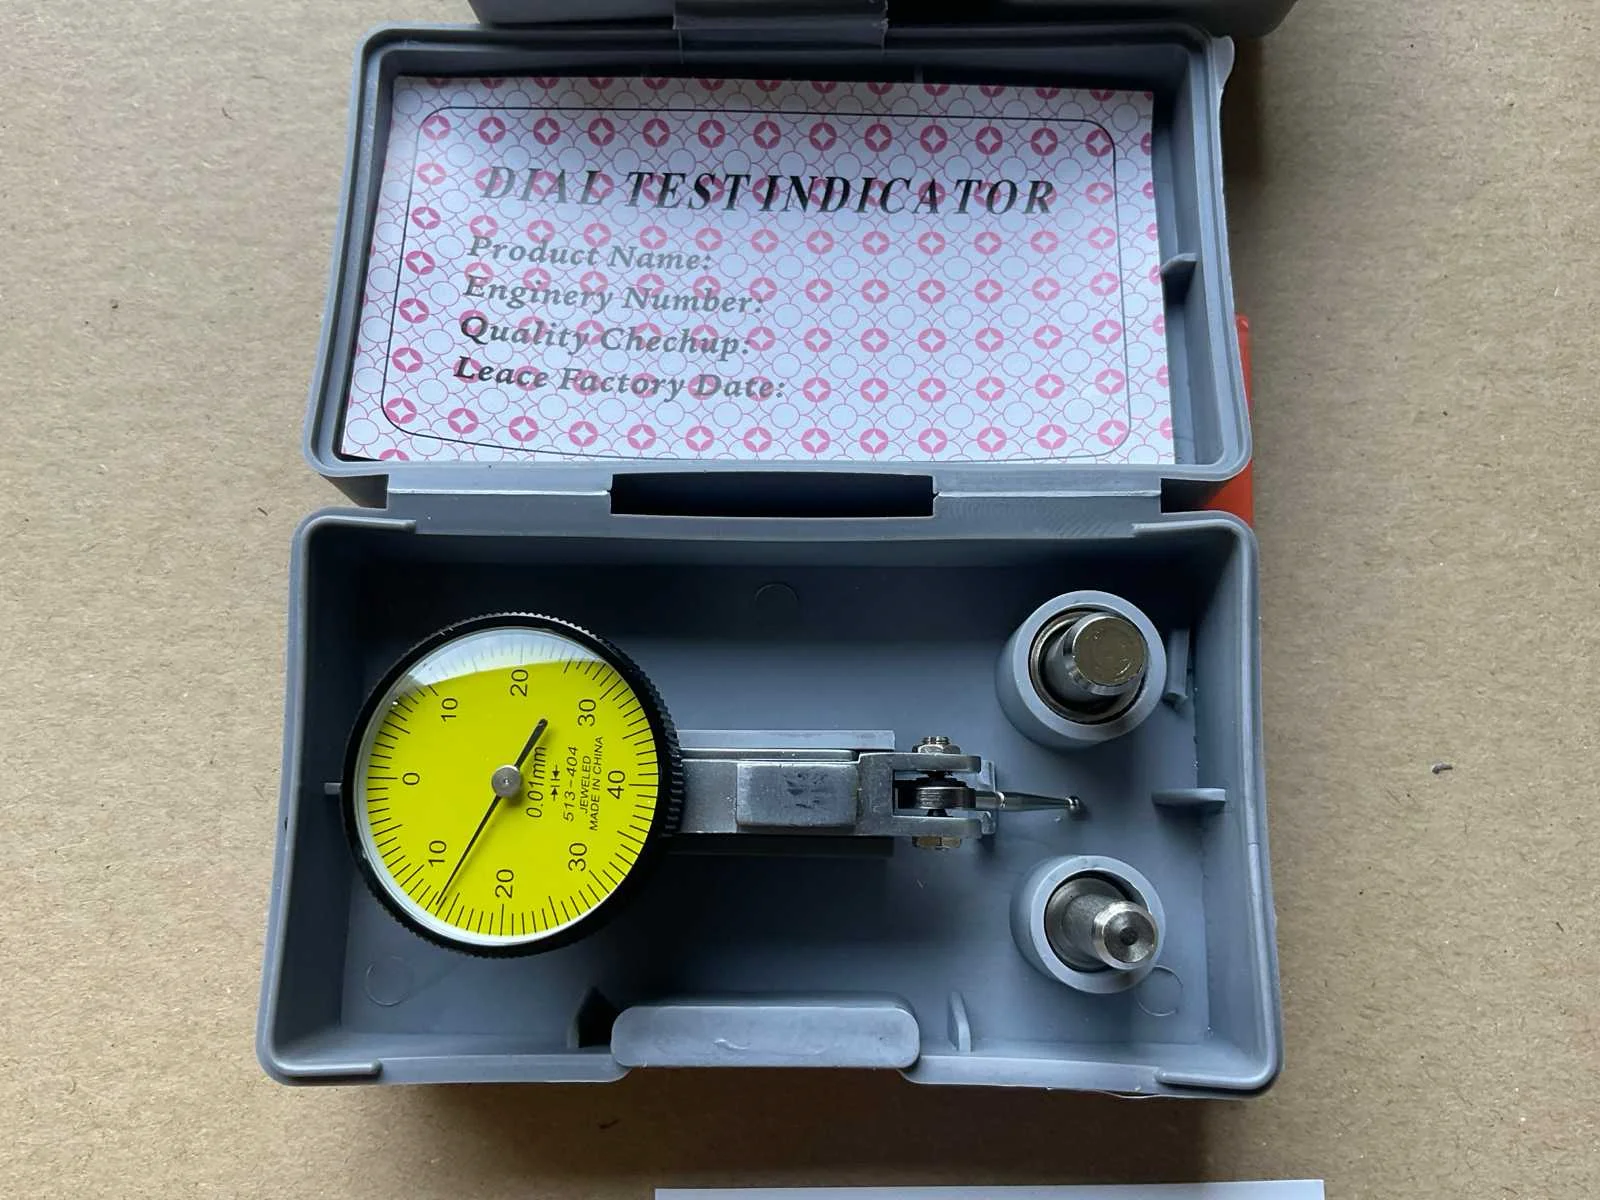 DIAL TEST INDICATOR
Product Name:
Enginery Number:
Quality Chechup:
Leace Factory Date:
0
10
20
30
40
30
20
10
0.01mm
513-404
JEWELED
MADE IN CHINA